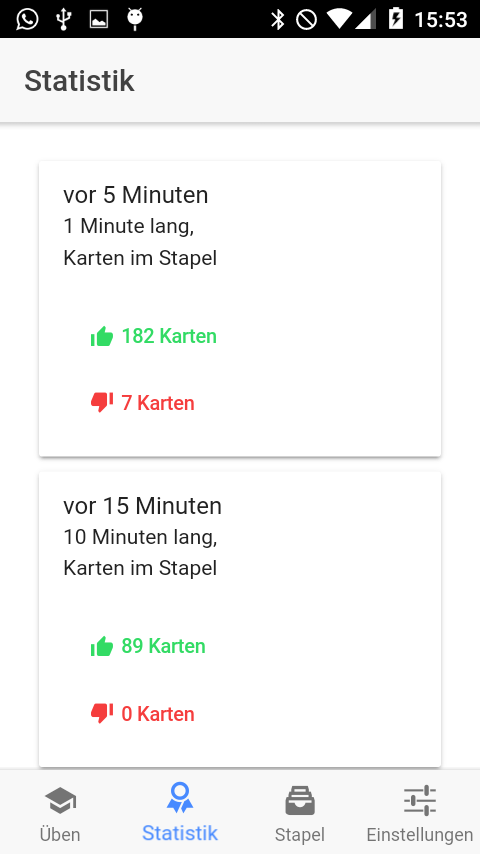 15:53
Statistik
vor 5 Minuten
1 Minute lang,
Karten im Stapel
182 Karten
7 Karten
vor 15 Minuten
10 Minuten lang,
Karten im Stapel
89 Karten
0 Karten
Üben
Statistik
Stapel
Einstellungen